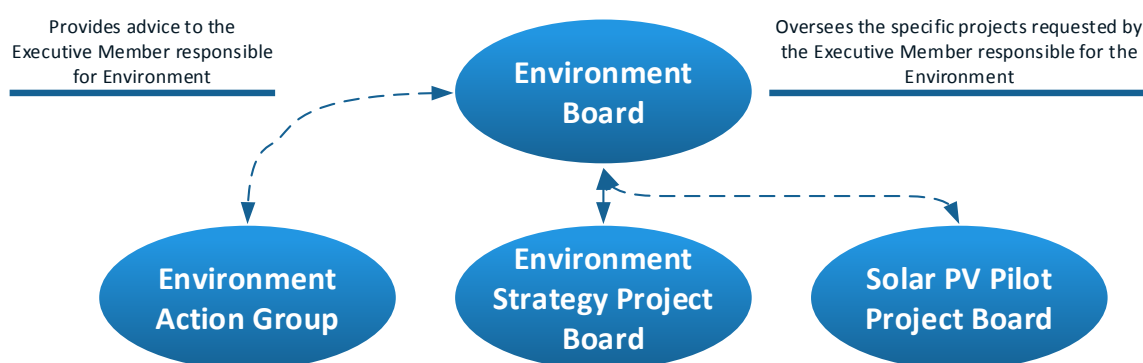 Provides advice to the
Executive Member responsible
for Environment
Oversees the specific projects requested by
the Executive Member responsible for the
Environment
Environment
Board
Environment
Action Group
Environment
Strategy Project
Board
Solar PV Pilot
Project Board